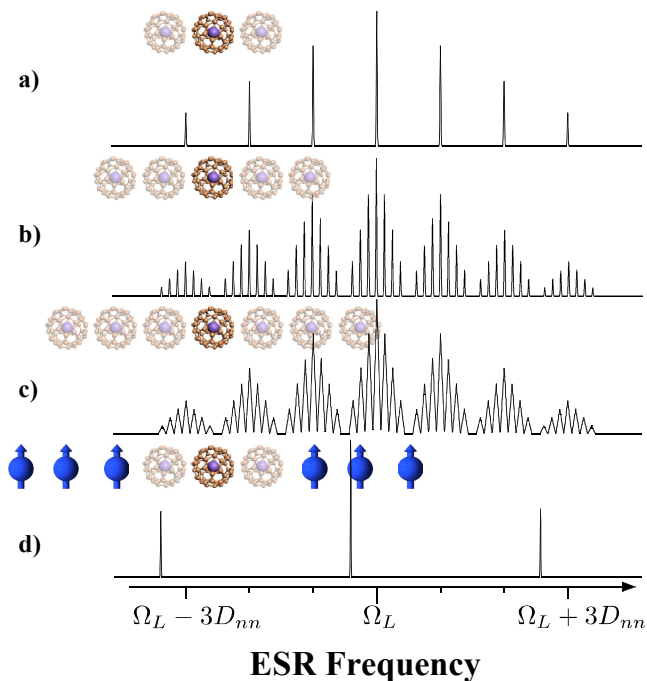 a)
b)
c)
d)
Ω_L − 3D_nn
Ω_L
Ω_L + 3D_nn
ESR Frequency